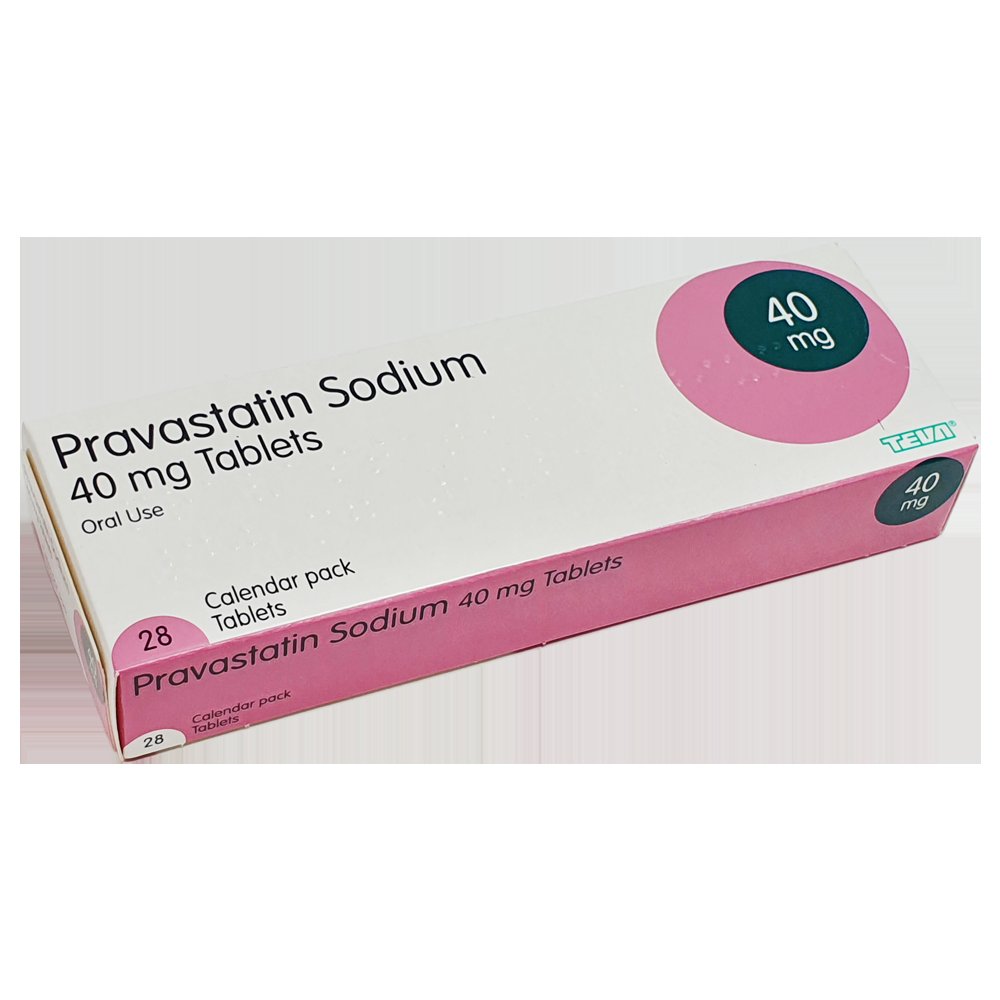 Pravastatin Sodium
40 mg Tablets
Oral Use
28
Calendar pack
Tablets
40
mg
TEVA®
Pravastatin Sodium 40 mg Tablets
40
mg
28
Calendar pack
Tablets